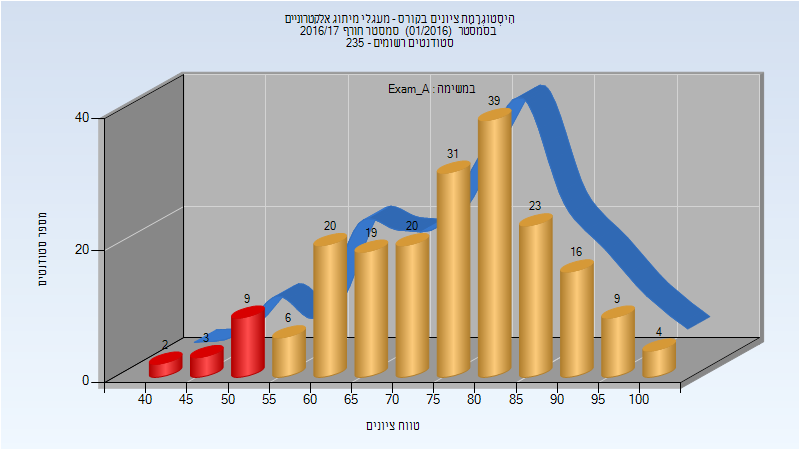 הִיסְטוֹגְרָמַת ציונים בקורס - מעגלי מיתוג אלקטרוניים
בסמסטר (01/2016) סמסטר חורף 2016/17
סטודנטים רשומים - 235
במשימה : Exam_A
מספר סטודנטים
40
20
0
2
3
9
6
20
19
20
31
39
23
16
9
4
40 45 50 55 60 65 70 75 80 85 90 95 100
טווח ציונים